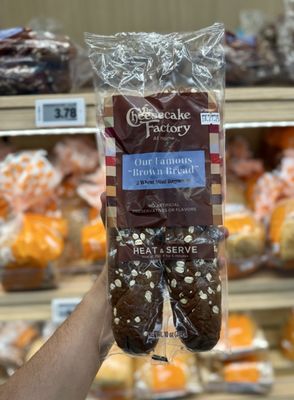 The
Cheesecake
Factory
At Home
Our Famous
"Brown Bread"
2 Wheat Mini Baguettes
No Artificial
Preservatives or Flavors
Heat & Serve
3.78